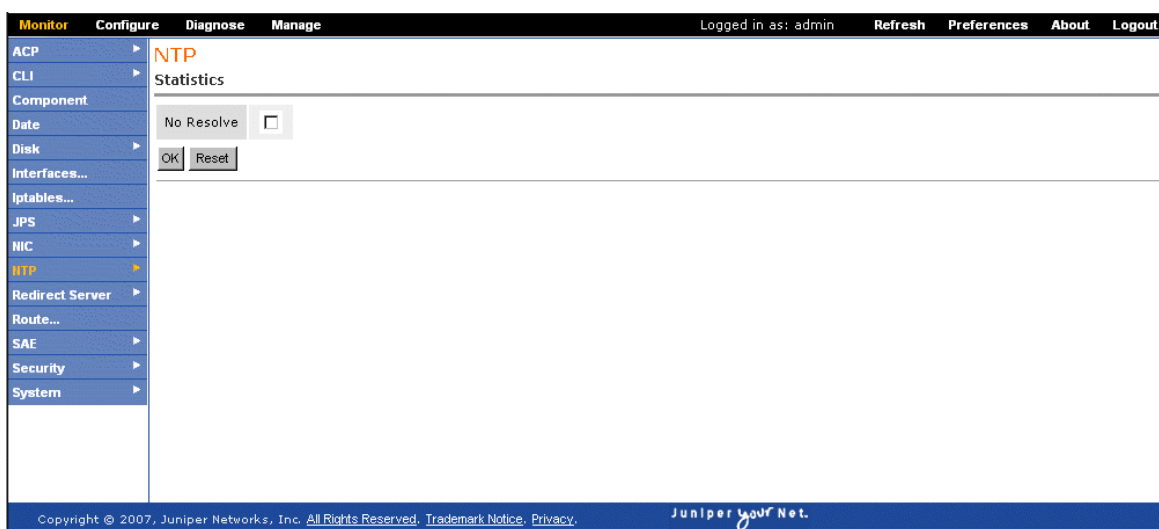 Monitor Configure Diagnose Manage Logged in as: admin Refresh Preferences About Logout
ACP
CLI
Component
Date
Disk
Interfaces...
Iptables...
JPS
NIC
NTP
Redirect Server
Route...
SAE
Security
System
NTP
Statistics
No Resolve
OK Reset
Copyright © 2007, Juniper Networks, Inc. All Rights Reserved. Trademark Notice. Privacy.
Juniper your Net.